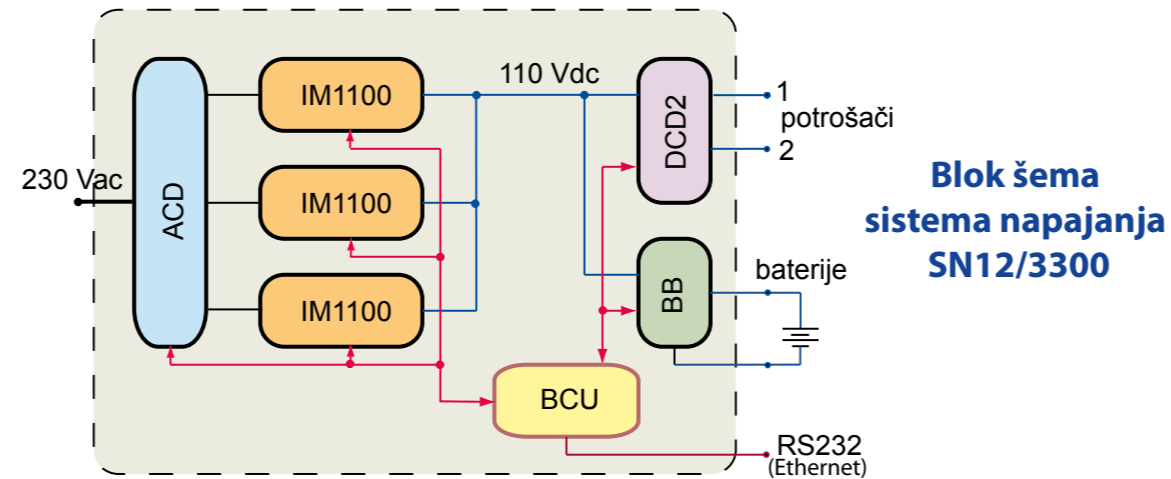 230 Vac
ACD
IM1100
IM1100
IM1100
110 Vdc
DCD2
1
potrošači
2
BB
baterije
BCU
RS232
(Ethernet)
Blok šema
sistema napajanja
SN12/3300